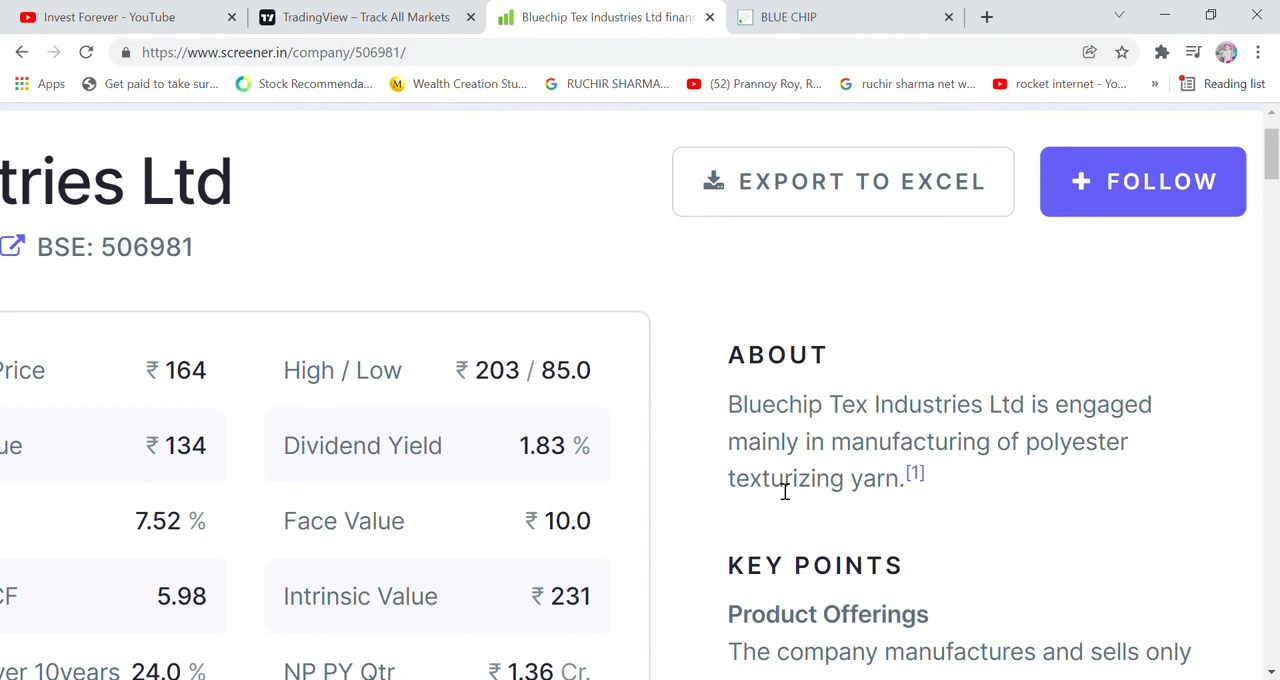 Invest Forever - YouTube
TradingView – Track All Markets
Bluechip Tex Industries Ltd finan
BLUE CHIP
https://www.screener.in/company/506981/
Apps
Get paid to take sur...
Stock Recommenda...
Wealth Creation Stu...
RUCHIR SHARMA...
(52) Prannoy Roy, R...
ruchir sharma net w...
rocket internet - Yo...
»
Reading list
tries Ltd
EXPORT TO EXCEL
+ FOLLOW
BSE: 506981
Price ₹ 164
High / Low ₹ 203 / 85.0
ue ₹ 134
Dividend Yield 1.83 %
7.52 %
Face Value ₹ 10.0
CF 5.98
Intrinsic Value ₹ 231
ver 10years 24.0 %
NP PY Qtr ₹ 1.36 Cr.
ABOUT
Bluechip Tex Industries Ltd is engaged
mainly in manufacturing of polyester
texturizing yarn.[1]
KEY POINTS
Product Offerings
The company manufactures and sells only